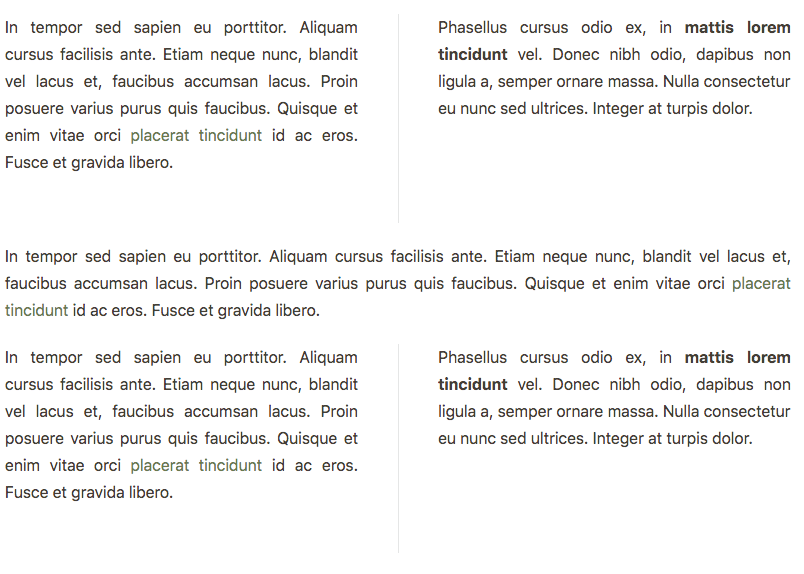 In tempor sed sapien eu porttitor. Aliquam
cursus facilisis ante. Etiam neque nunc, blandit
vel lacus et, faucibus accumsan lacus. Proin
posuere varius purus quis faucibus. Quisque et
enim vitae orci placerat tincidunt id ac eros.
Fusce et gravida libero.
Phasellus cursus odio ex, in mattis lorem
tincidunt vel. Donec nibh odio, dapibus non
ligula a, semper ornare massa. Nulla consectetur
eu nunc sed ultrices. Integer at turpis dolor.
In tempor sed sapien eu porttitor. Aliquam cursus facilisis ante. Etiam neque nunc, blandit vel lacus et,
faucibus accumsan lacus. Proin posuere varius purus quis faucibus. Quisque et enim vitae orci placerat
tincidunt id ac eros. Fusce et gravida libero.
In tempor sed sapien eu porttitor. Aliquam
cursus facilisis ante. Etiam neque nunc, blandit
vel lacus et, faucibus accumsan lacus. Proin
posuere varius purus quis faucibus. Quisque et
enim vitae orci placerat tincidunt id ac eros.
Fusce et gravida libero.
Phasellus cursus odio ex, in mattis lorem
tincidunt vel. Donec nibh odio, dapibus non
ligula a, semper ornare massa. Nulla consectetur
eu nunc sed ultrices. Integer at turpis dolor.